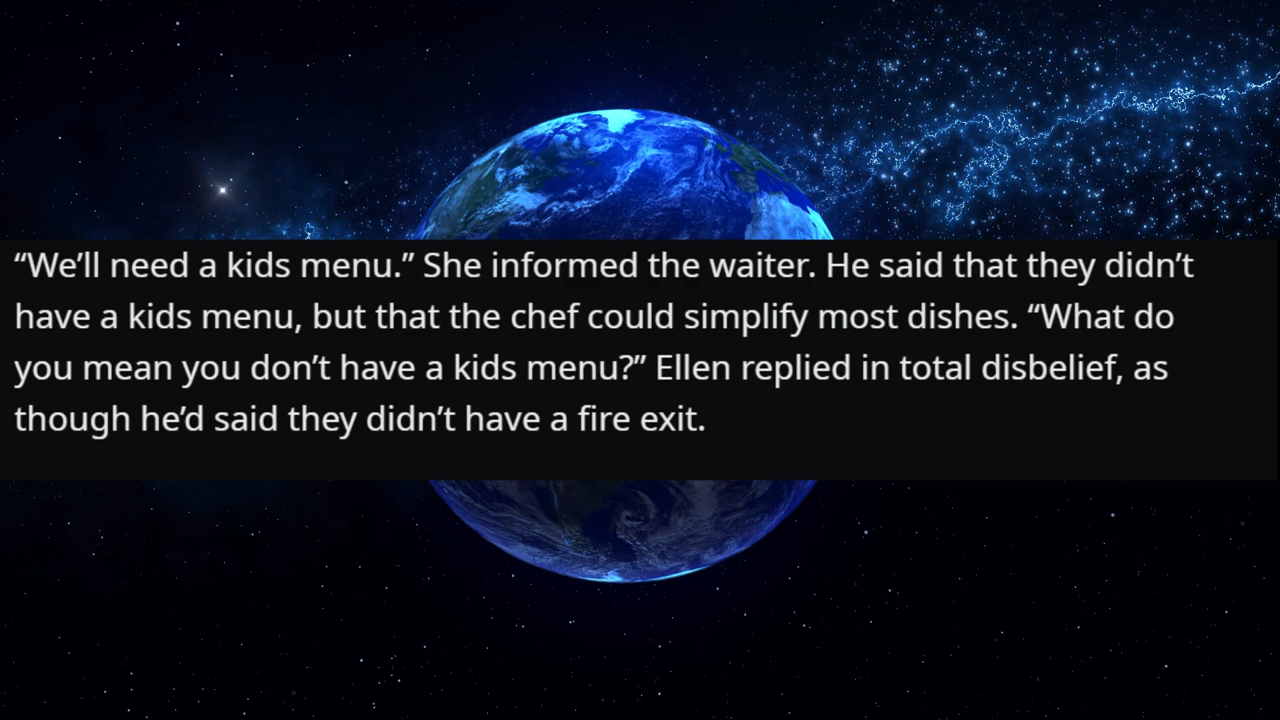 “We’ll need a kids menu.” She informed the waiter. He said that they didn’t
have a kids menu, but that the chef could simplify most dishes. “What do
you mean you don’t have a kids menu?” Ellen replied in total disbelief, as
though he’d said they didn’t have a fire exit.